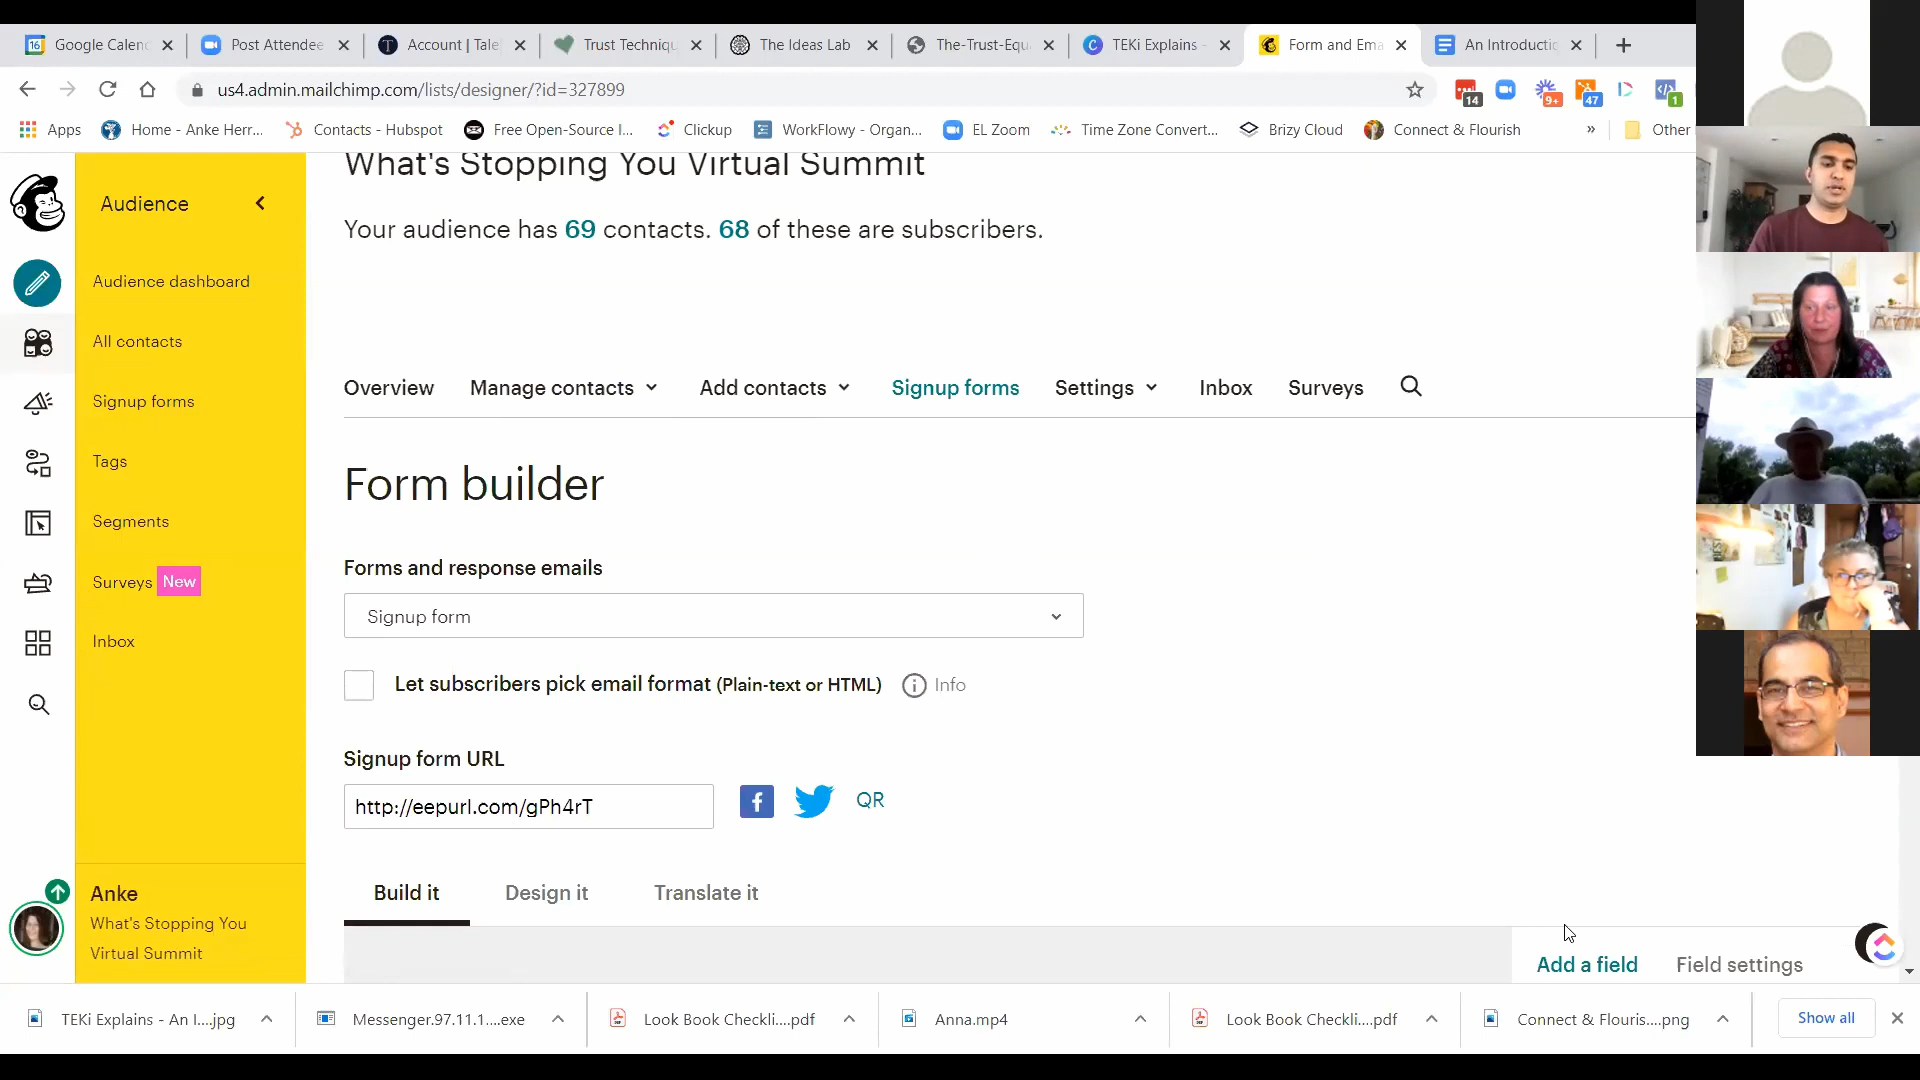 Google Calen
Post Attendee
Account | Tale
Trust Techniqu
The Ideas Lab
The-Trust-Equ
TEKi Explains -
Form and Ema
An Introductio
us4.admin.mailchimp.com/lists/designer/?id=327899
14
9+
47
1
Apps
Home - Anke Herr...
Contacts - Hubspot
Free Open-Source I...
Clickup
WorkFlowy - Organ...
EL Zoom
Time Zone Convert...
Brizy Cloud
Connect & Flourish
»
Other
What's Stopping You Virtual Summit
Your audience has 69 contacts. 68 of these are subscribers.
Audience
Audience dashboard
All contacts
Signup forms
Tags
Segments
Surveys New
Inbox
Anke
What's Stopping You
Virtual Summit
Overview
Manage contacts
Add contacts
Signup forms
Settings
Inbox
Surveys
Form builder
Forms and response emails
Signup form
Let subscribers pick email format (Plain-text or HTML)
Info
Signup form URL
http://eepurl.com/gPh4rT
QR
Build it
Design it
Translate it
Add a field
Field settings
TEKi Explains - An I....jpg
Messenger.97.11.1....exe
Look Book Checkli....pdf
Anna.mp4
Look Book Checkli....pdf
Connect & Flouris....png
Show all